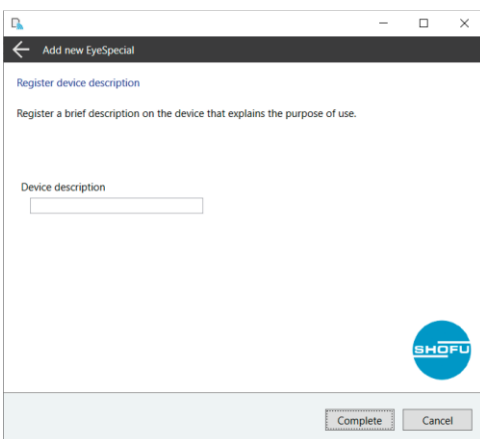 Add new EyeSpecial
Register device description
Register a brief description on the device that explains the purpose of use.
Device description
SHOFU
Complete
Cancel